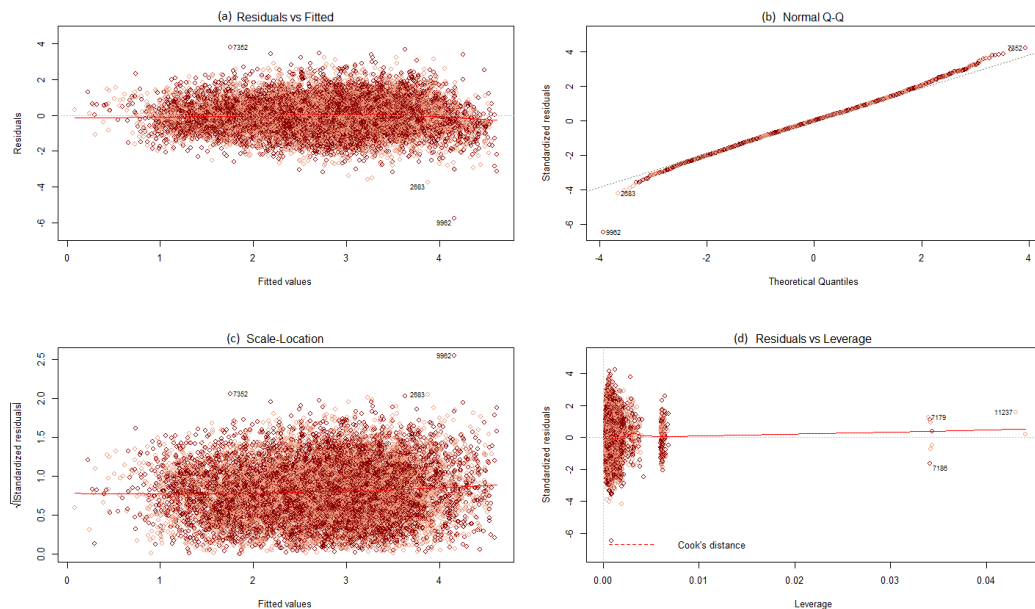 (a) Residuals vs Fitted
4
2
0
-2
-4
-6
Residuals
7352
2683
9962
0 1 2 3 4
Fitted values
(b) Normal Q-Q
4
2
0
-2
-4
-6
Standardized residuals
7352
2683
9962
-4 -2 0 2 4
Theoretical Quantiles
(c) Scale-Location
2.5
2.0
1.5
1.0
0.5
0.0
√|Standardized residuals|
9962
7352
2683
0 1 2 3 4
Fitted values
(d) Residuals vs Leverage
4
2
0
-2
-4
-6
Standardized residuals
7179
11237
7186
Cook's distance
0.00 0.01 0.02 0.03 0.04
Leverage